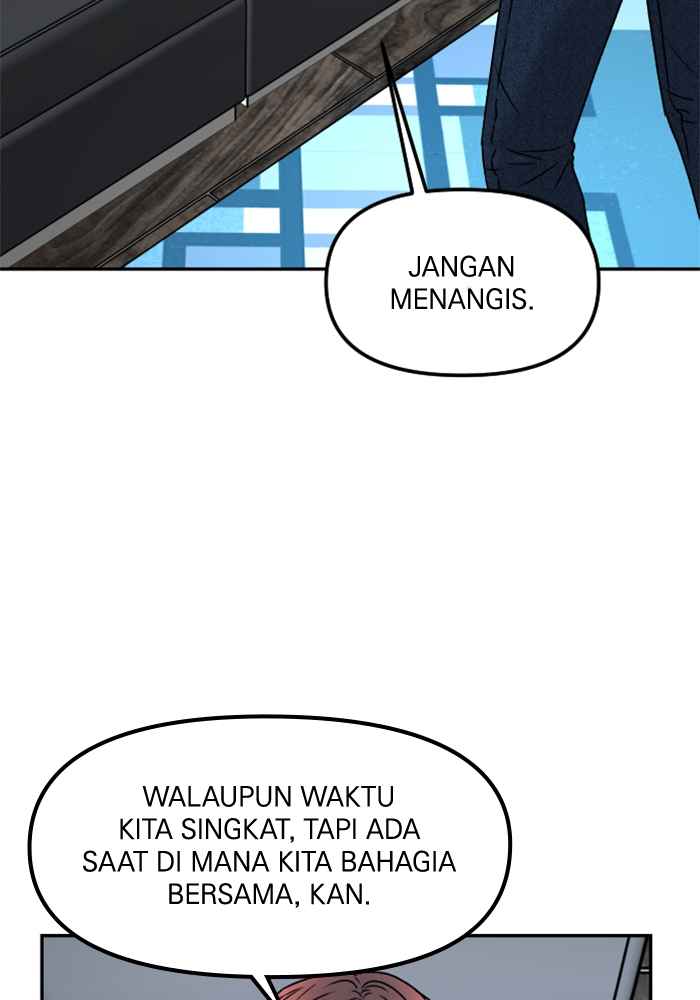 JANGAN
MENANGIS.
WALAUPUN WAKTU
KITA SINGKAT, TAPI ADA
SAAT DI MANA KITA BAHAGIA
BERSAMA, KAN.